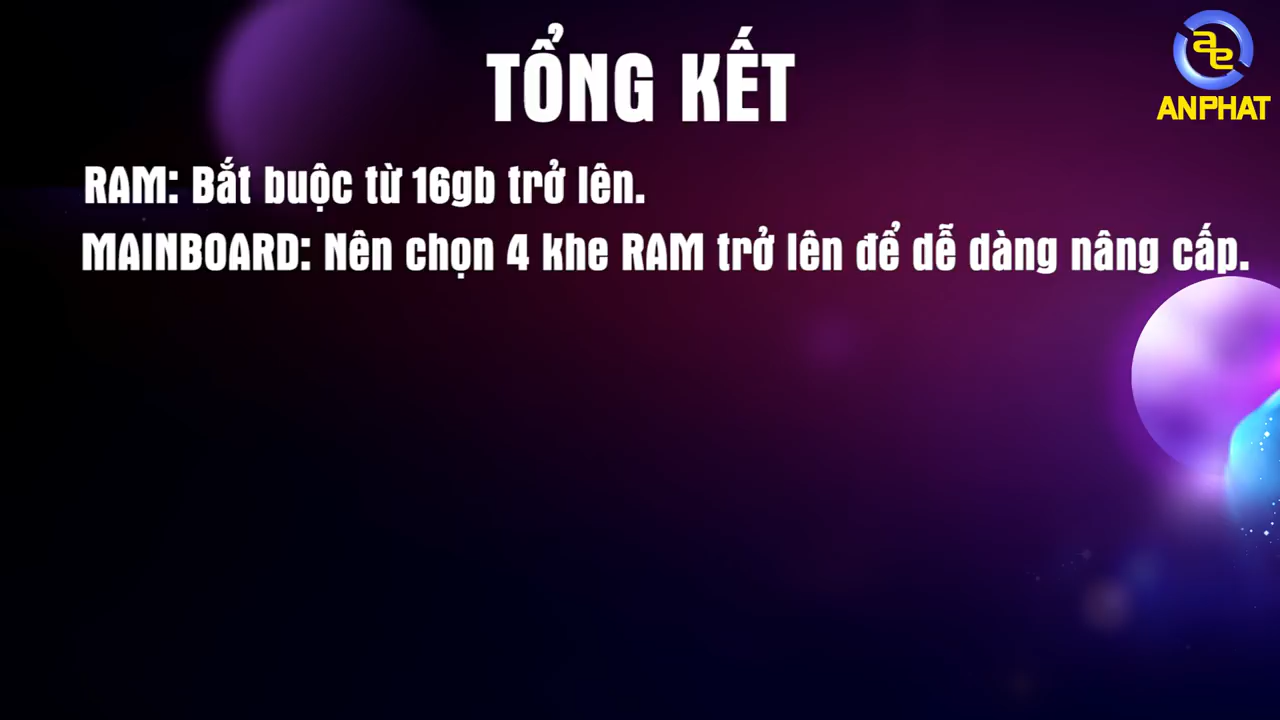 TỔNG KẾT
ae
ANPHAT
RAM: Bắt buộc từ 16gb trở lên.
MAINBOARD: Nên chọn 4 khe RAM trở lên để dễ dàng nâng cấp.